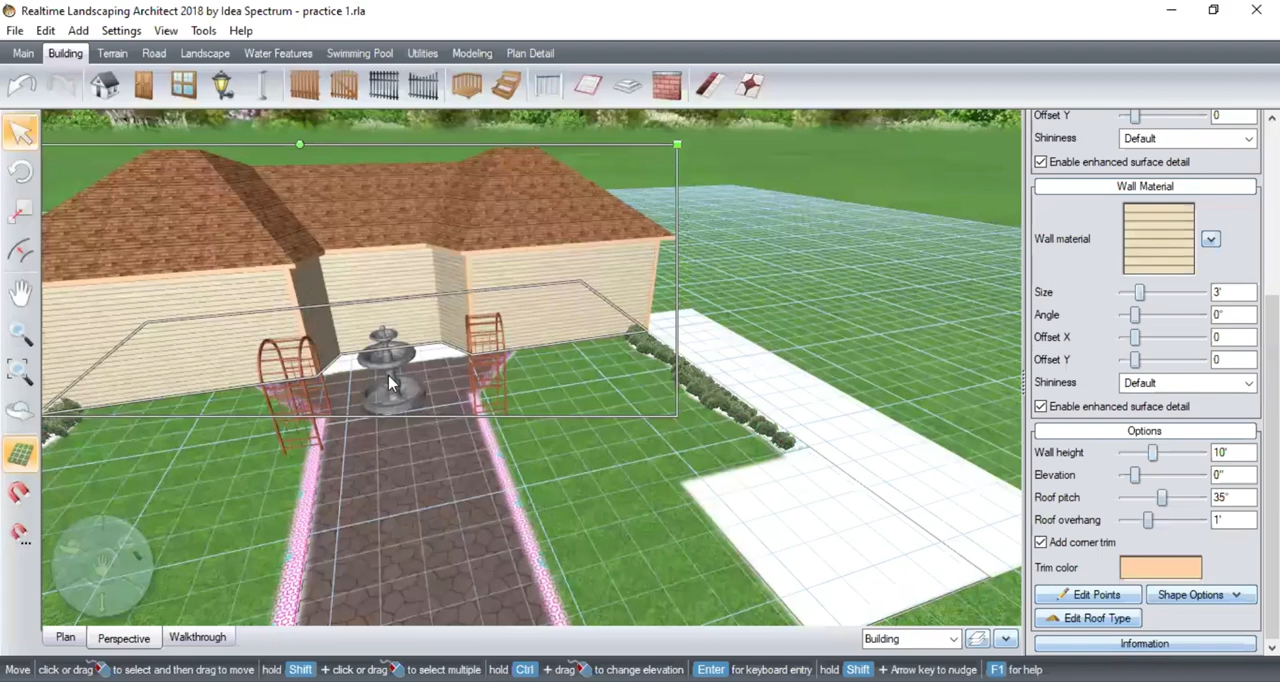 Realtime Landscaping Architect 2018 by Idea Spectrum - practice 1.rla
File Edit Add Settings View Tools Help
Main Building Terrain Road Landscape Water Features Swimming Pool Utilities Modeling Plan Detail
Offset Y 0
Shininess Default
Enable enhanced surface detail
Wall Material
Wall material
Size 3'
Angle 0°
Offset X 0
Offset Y 0
Shininess Default
Enable enhanced surface detail
Options
Wall height 10'
Elevation 0"
Roof pitch 35°
Roof overhang 1'
Add corner trim
Trim color
Edit Points Shape Options
Edit Roof Type
Information
Plan Perspective Walkthrough Building
Move click or drag to select and then drag to move hold Shift + click or drag to select multiple hold Ctrl + drag to change elevation Enter for keyboard entry hold Shift + Arrow key to nudge F1 for help